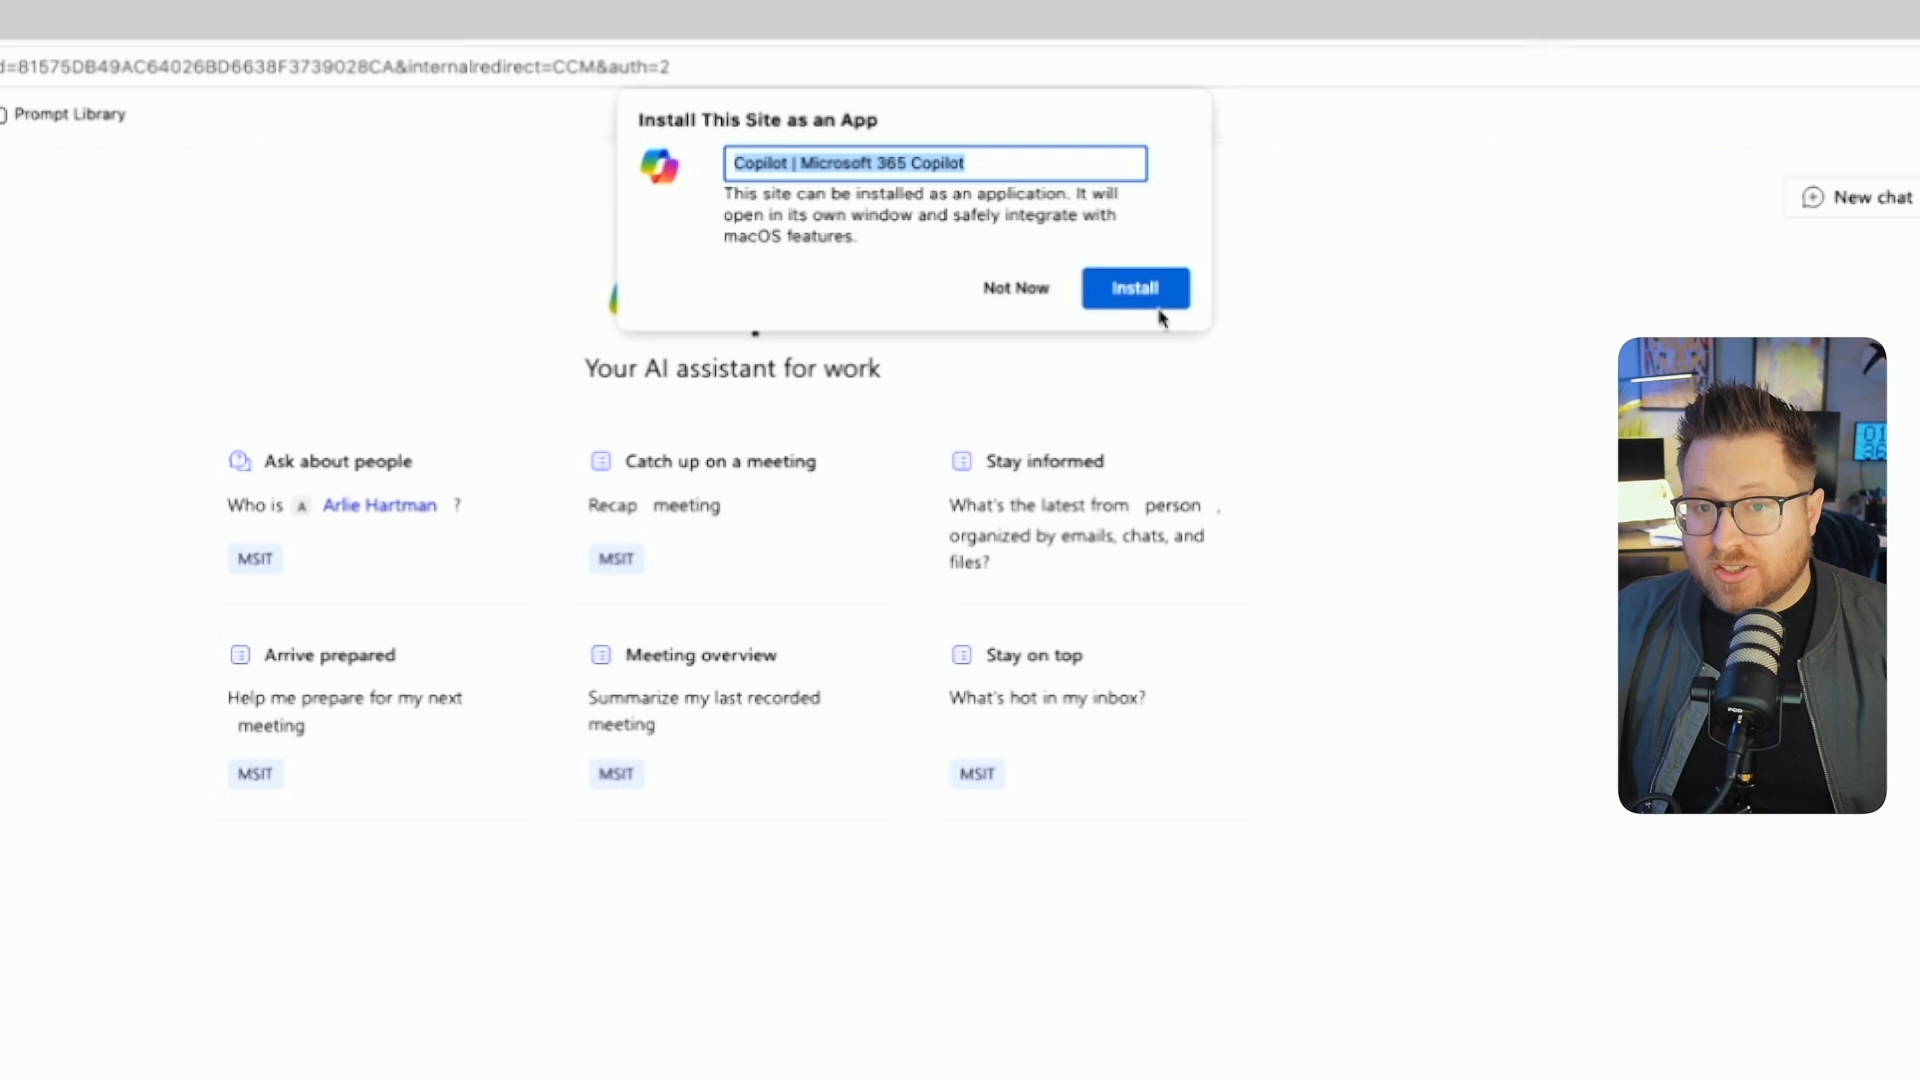 d=81575DB49AC64026BD6638F3739028CA&internalredirect=CCM&auth=2
Prompt Library
Install This Site as an App
Copilot | Microsoft 365 Copilot
This site can be installed as an application. It will
open in its own window and safely integrate with
macOS features.
Not Now
Install
New chat
Your AI assistant for work
Ask about people
Who is A Arlie Hartman ?
MSIT
Catch up on a meeting
Recap meeting
MSIT
Stay informed
What's the latest from person ,
organized by emails, chats, and
files?
Arrive prepared
Help me prepare for my next
meeting
MSIT
Meeting overview
Summarize my last recorded
meeting
MSIT
Stay on top
What's hot in my inbox?
MSIT